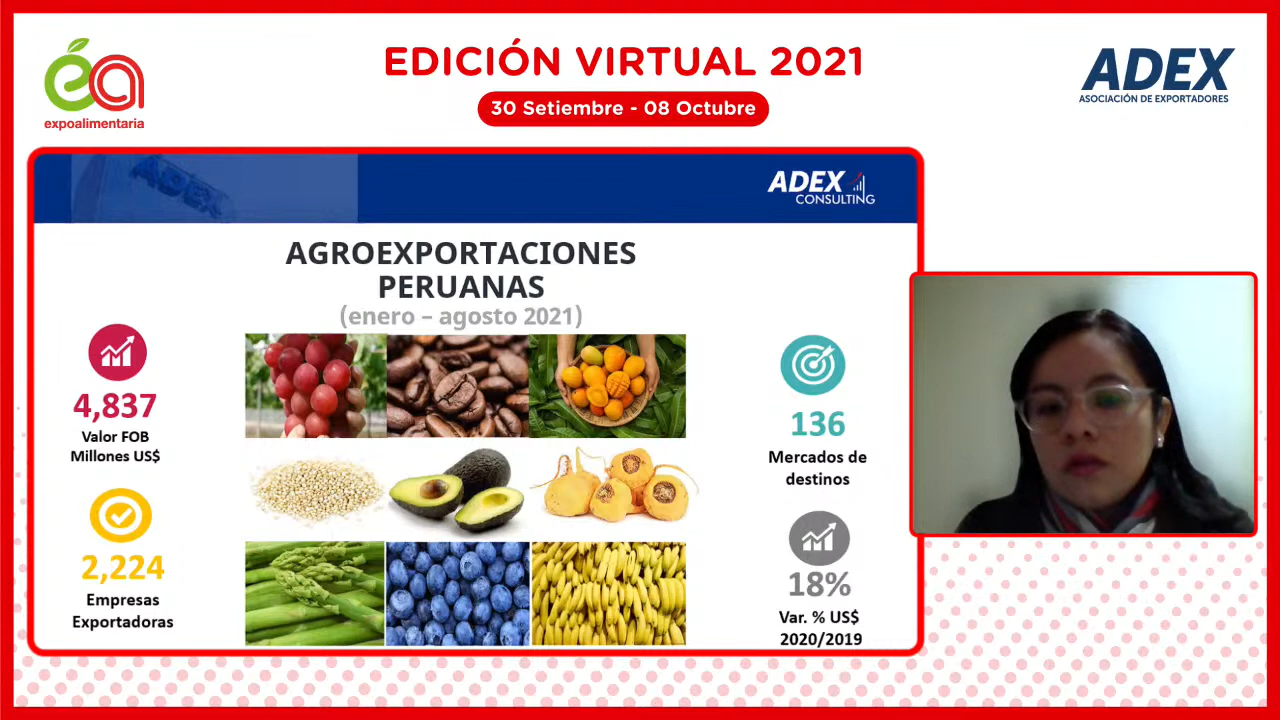 éa
expoalimentaria
EDICIÓN VIRTUAL 2021
30 Setiembre - 08 Octubre
ADEX
ASOCIACIÓN DE EXPORTADORES
ADEX
ADEX
CONSULTING
AGROEXPORTACIONES
PERUANAS
(enero – agosto 2021)
4,837
Valor FOB
Millones US$
2,224
Empresas
Exportadoras
136
Mercados de
destinos
18%
Var. % US$
2020/2019